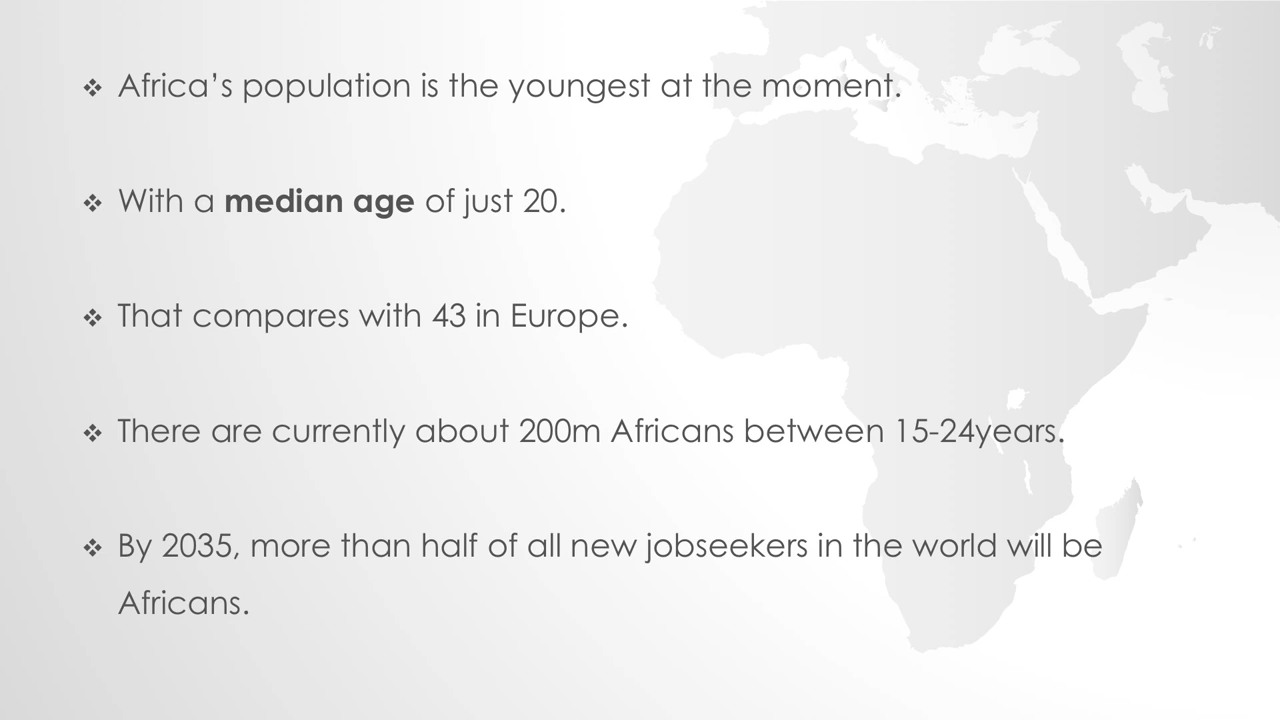 ❖ Africa’s population is the youngest at the moment.
❖ With a median age of just 20.
❖ That compares with 43 in Europe.
❖ There are currently about 200m Africans between 15-24years.
❖ By 2035, more than half of all new jobseekers in the world will be
Africans.